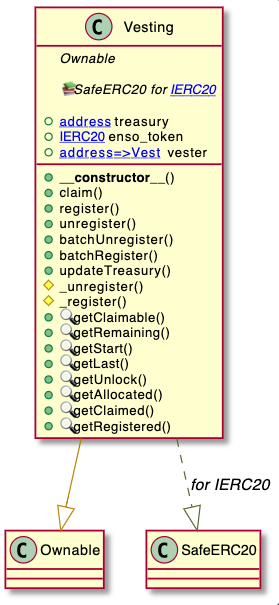 C Vesting
Ownable
SafeERC20 for IERC20
address treasury
IERC20 enso_token
address=>Vest vester
__constructor__()
claim()
register()
unregister()
batchUnregister()
batchRegister()
updateTreasury()
_unregister()
_register()
getClaimable()
getRemaining()
getStart()
getLast()
getUnlock()
getAllocated()
getClaimed()
getRegistered()
for IERC20
C Ownable
C SafeERC20